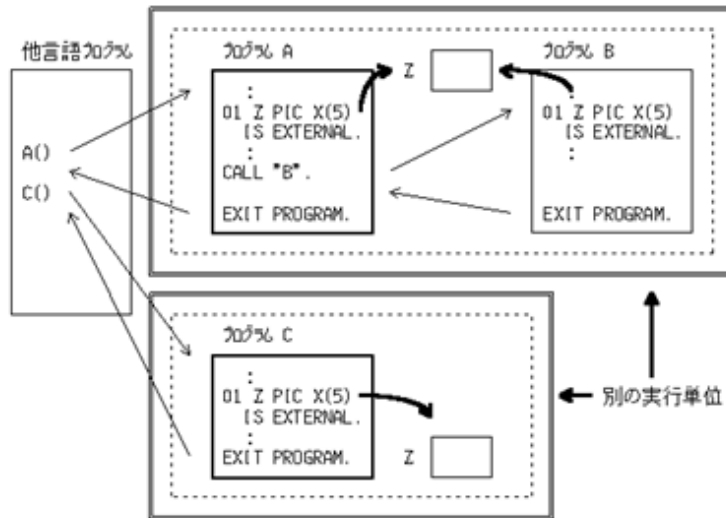 他言語プログラム
A()
C()
プログラム A
:
01 Z PIC X(5)
IS EXTERNAL.
:
CALL "B".
EXIT PROGRAM.
Z
プログラム B
:
01 Z PIC X(5)
IS EXTERNAL.
:
EXIT PROGRAM.
プログラム C
:
01 Z PIC X(5)
IS EXTERNAL.
:
EXIT PROGRAM.
Z
別の実行単位